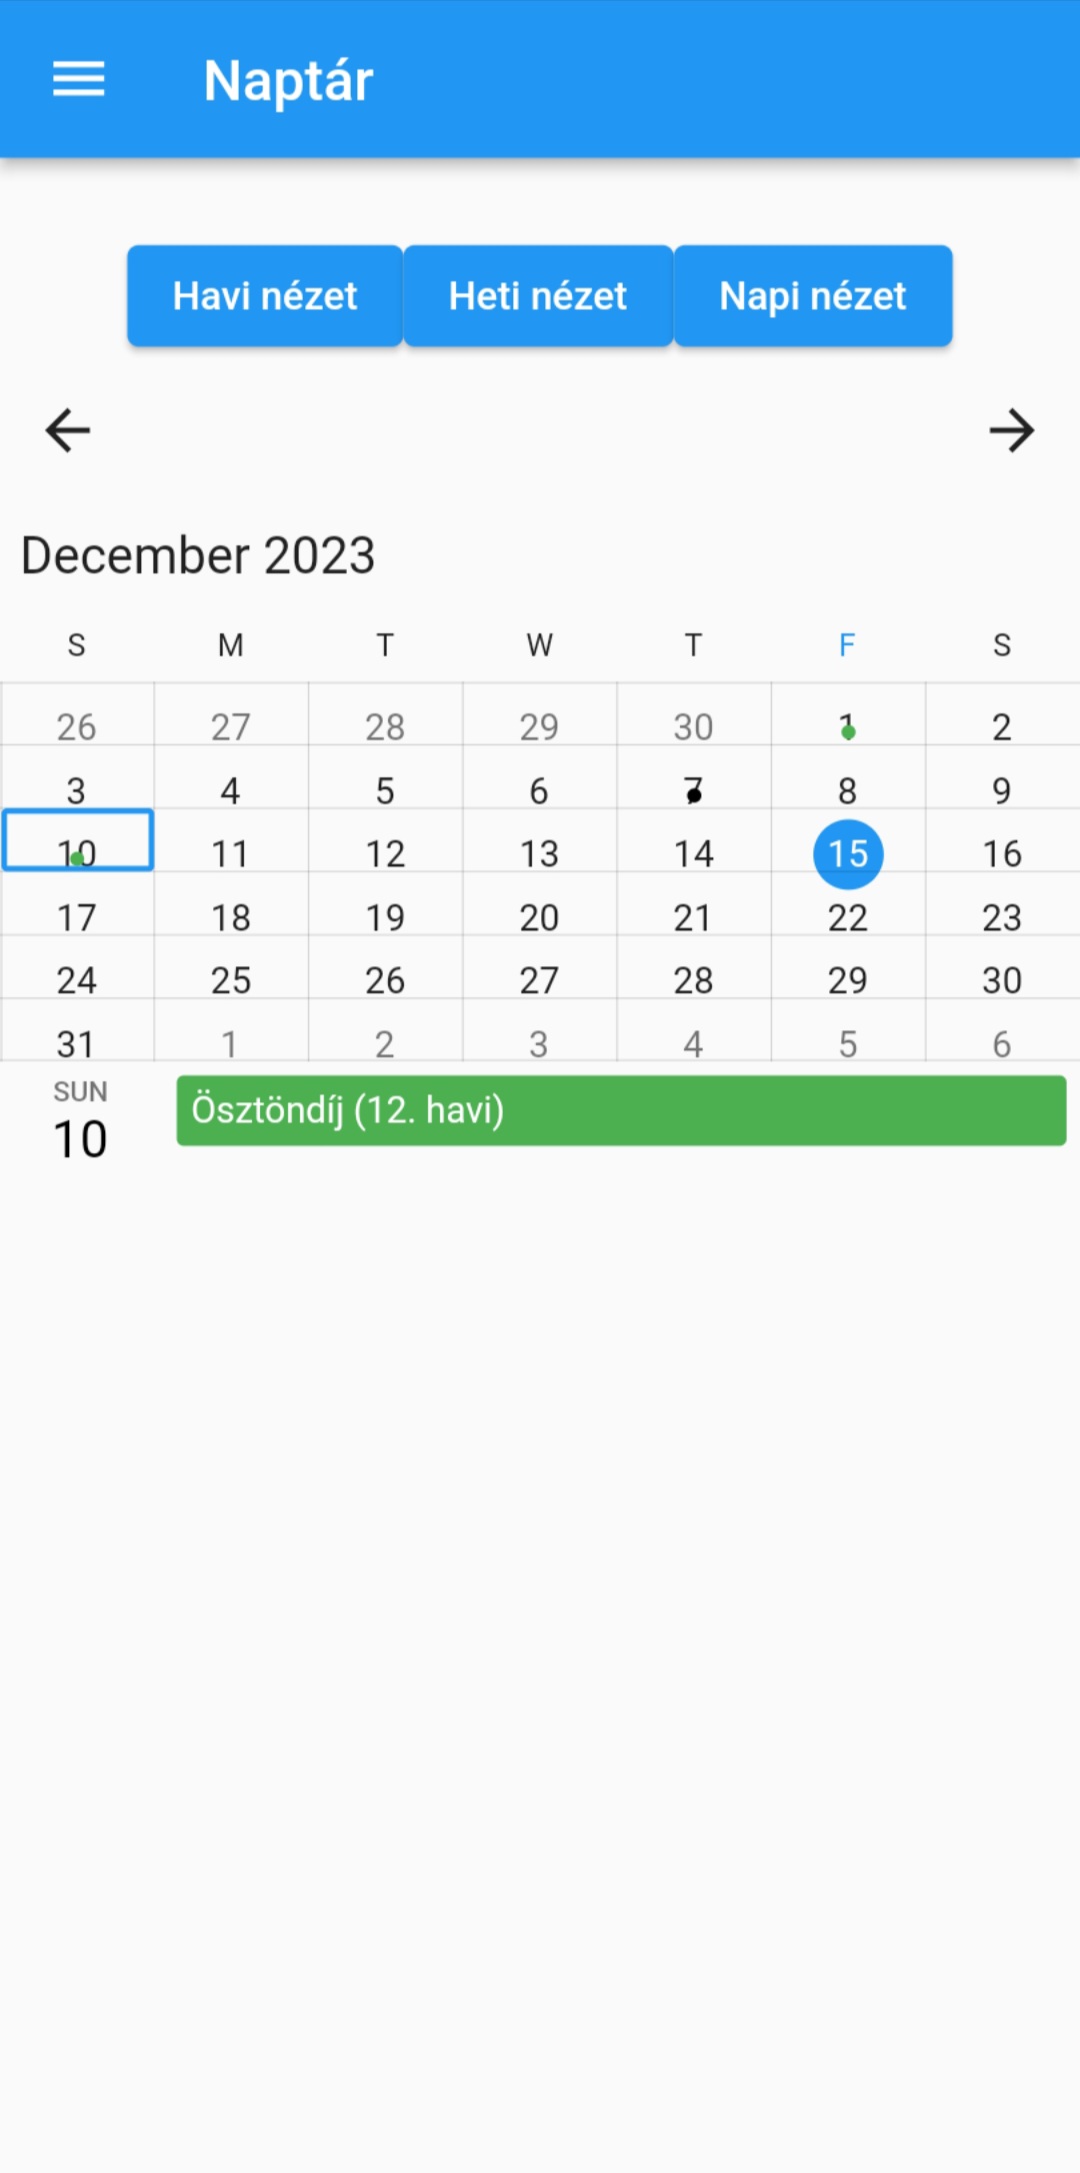 Naptár
Havi nézet Heti nézet Napi nézet
December 2023
S M T W T F S
26 27 28 29 30 1 2
3 4 5 6 7 8 9
10 11 12 13 14 15 16
17 18 19 20 21 22 23
24 25 26 27 28 29 30
31 1 2 3 4 5 6
SUN
10
Ösztöndíj (12. havi)